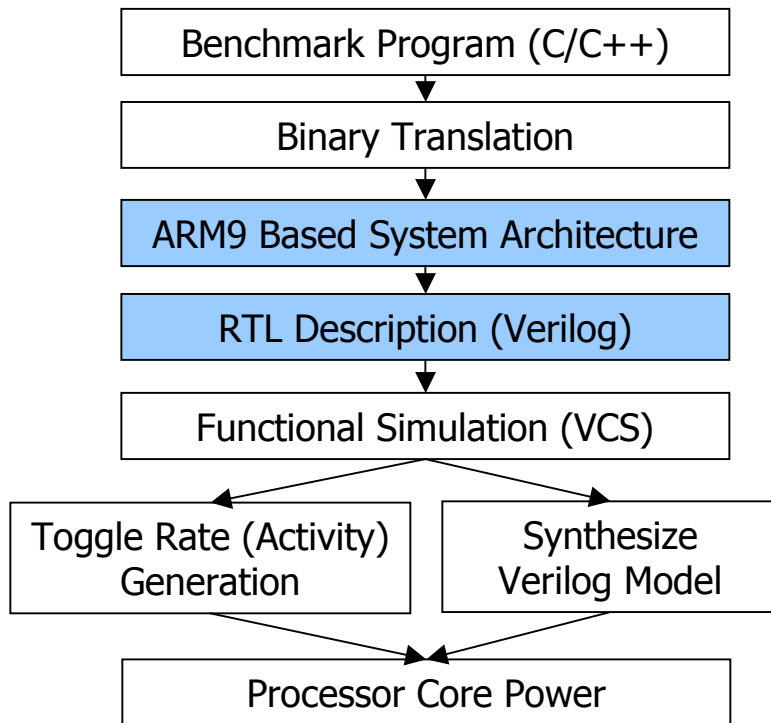 Benchmark Program (C/C++)
Binary Translation
ARM9 Based System Architecture
RTL Description (Verilog)
Functional Simulation (VCS)
Toggle Rate (Activity)
Generation
Synthesize
Verilog Model
Processor Core Power